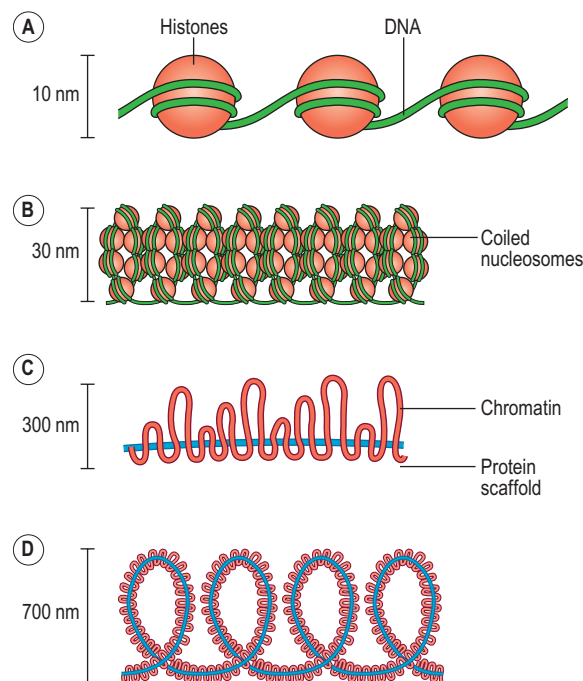 A
Histones
DNA
10 nm
B
30 nm
Coiled
nucleosomes
C
300 nm
Chromatin
Protein
scaffold
D
700 nm